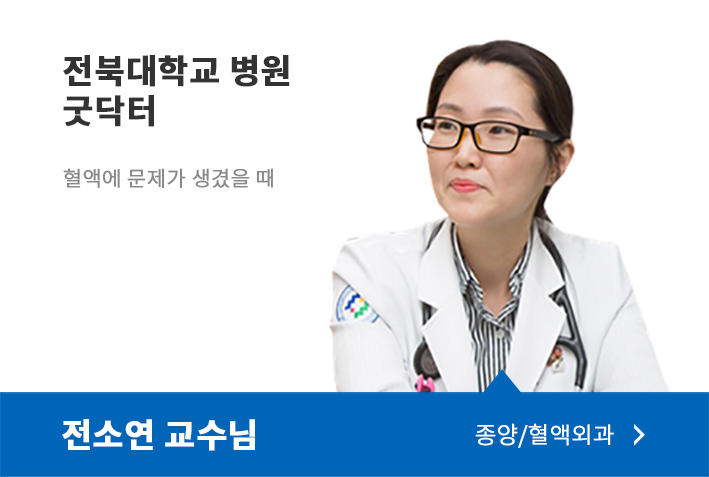 전북대학교 병원
굿닥터
혈액에 문제가 생겼을 때
전소연 교수님
종양/혈액외과